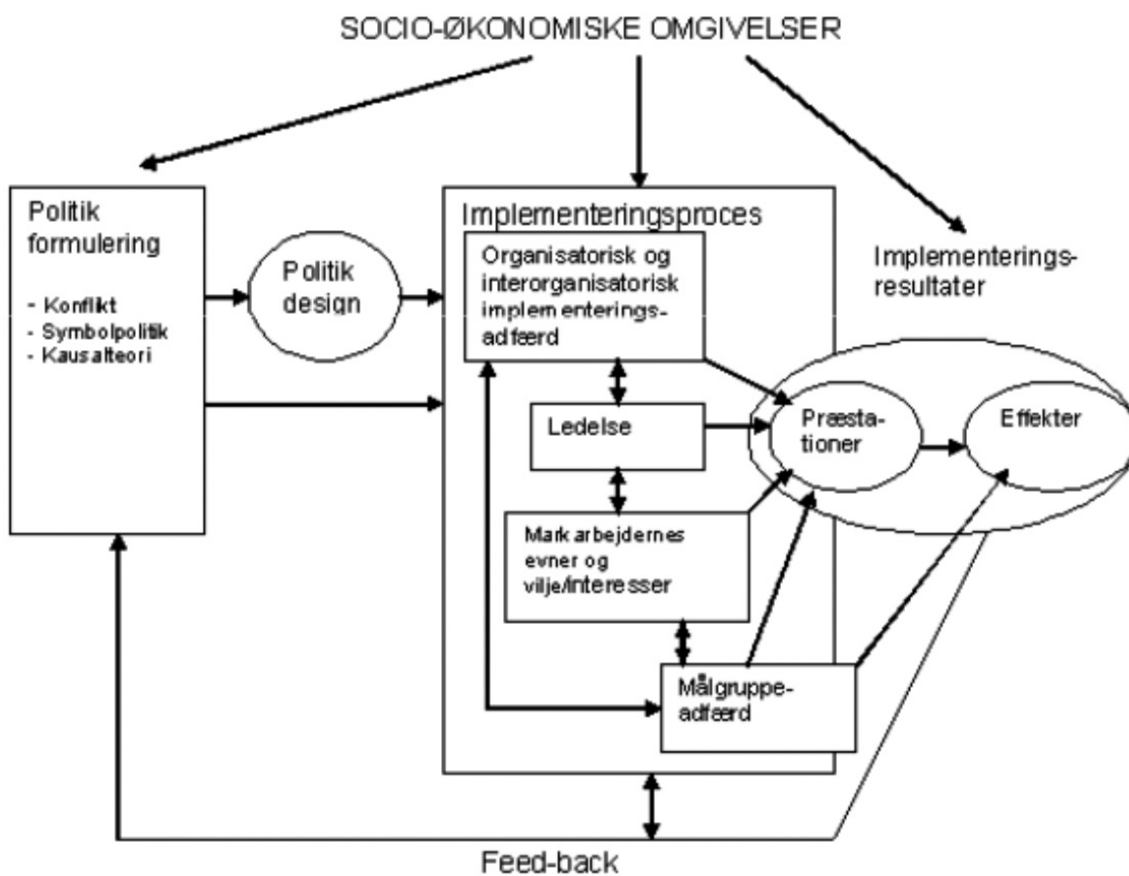 SOCIO-ØKONOMISKE OMGIVELSER
Politik
formulering
- Konflikt
- Symbolpolitik
- Kausalteori
Politik
design
Implementeringsproces
Organisatorisk og
interorganisatorisk
implementerings-
adfærd
Ledelse
Markarbejdernes
evner og
vilje/interesser
Målgruppe-
adfærd
Implementerings-
resultater
Præsta-
tioner
Effekter
Feed-back